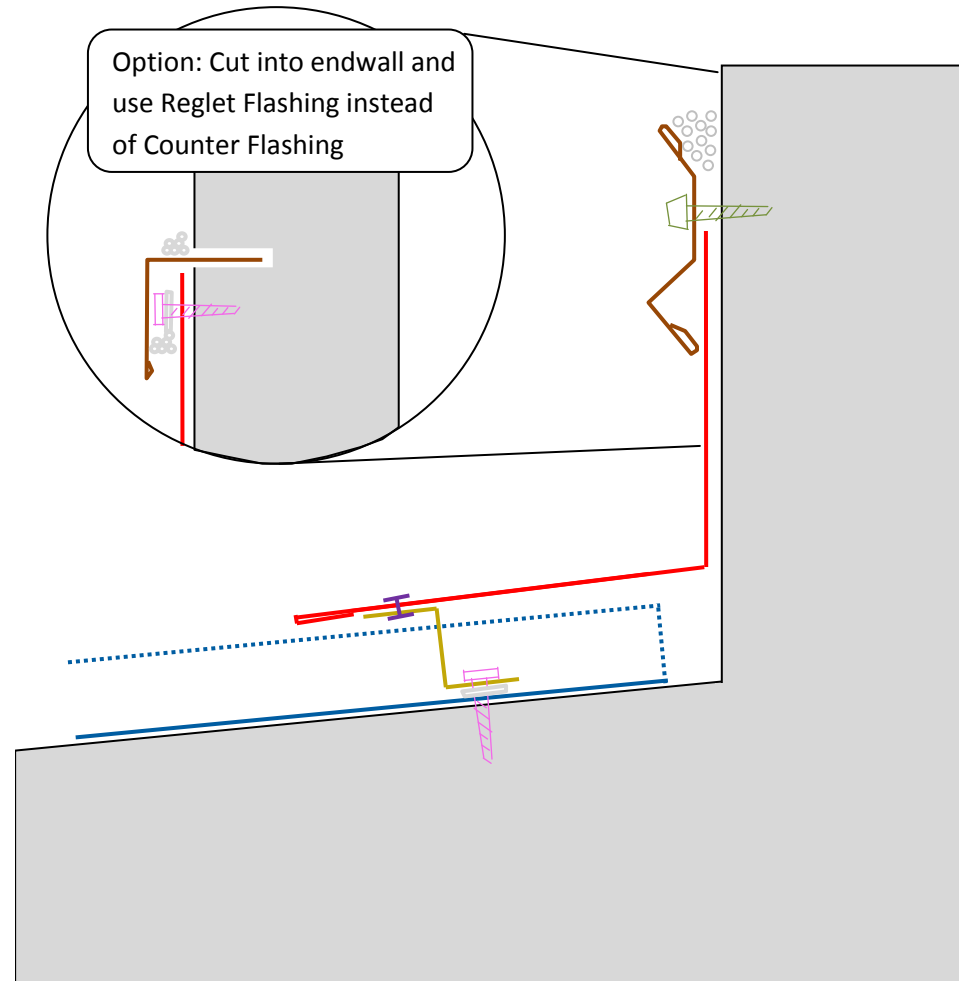 Option: Cut into endwall and
use Reglet Flashing instead
of Counter Flashing